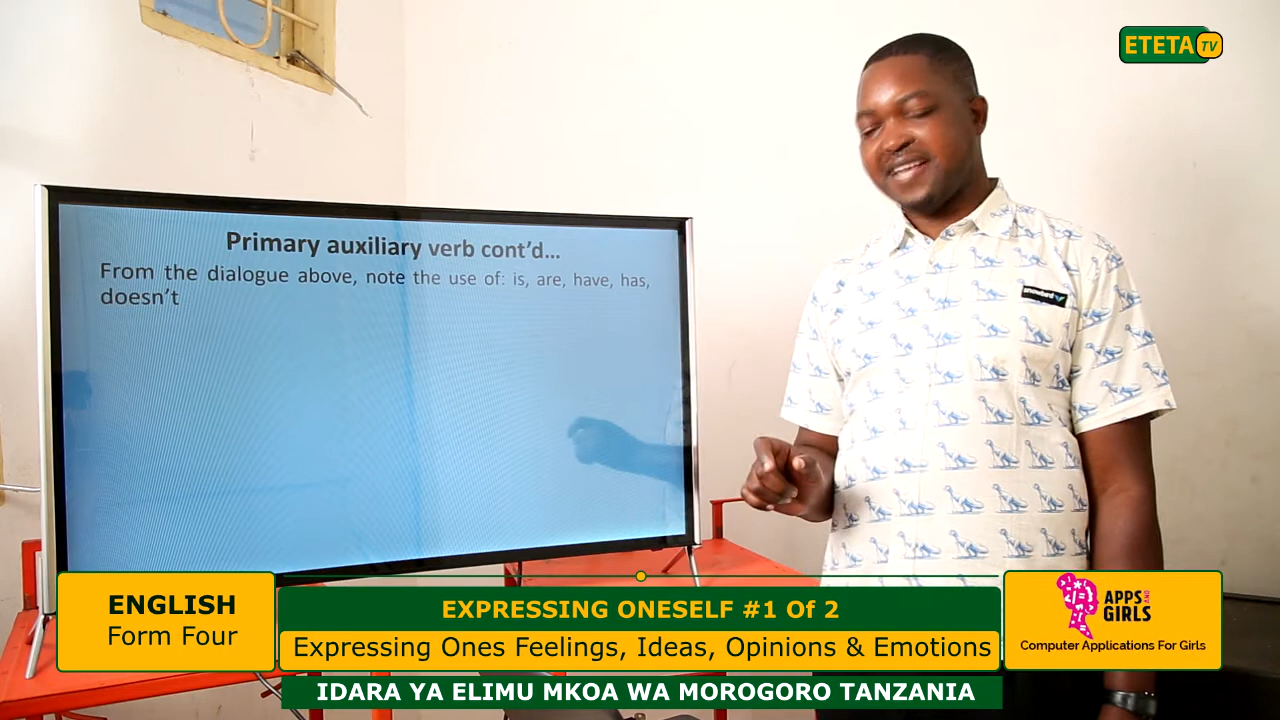 ETETA TV
Primary auxiliary verb cont’d…
From the dialogue above, note the use of: is, are, have, has,
doesn’t
snowbird
ENGLISH
Form Four
EXPRESSING ONESELF #1 Of 2
Expressing Ones Feelings, Ideas, Opinions & Emotions
APPS AND
GIRLS
Computer Applications For Girls
IDARA YA ELIMU MKOA WA MOROGORO TANZANIA